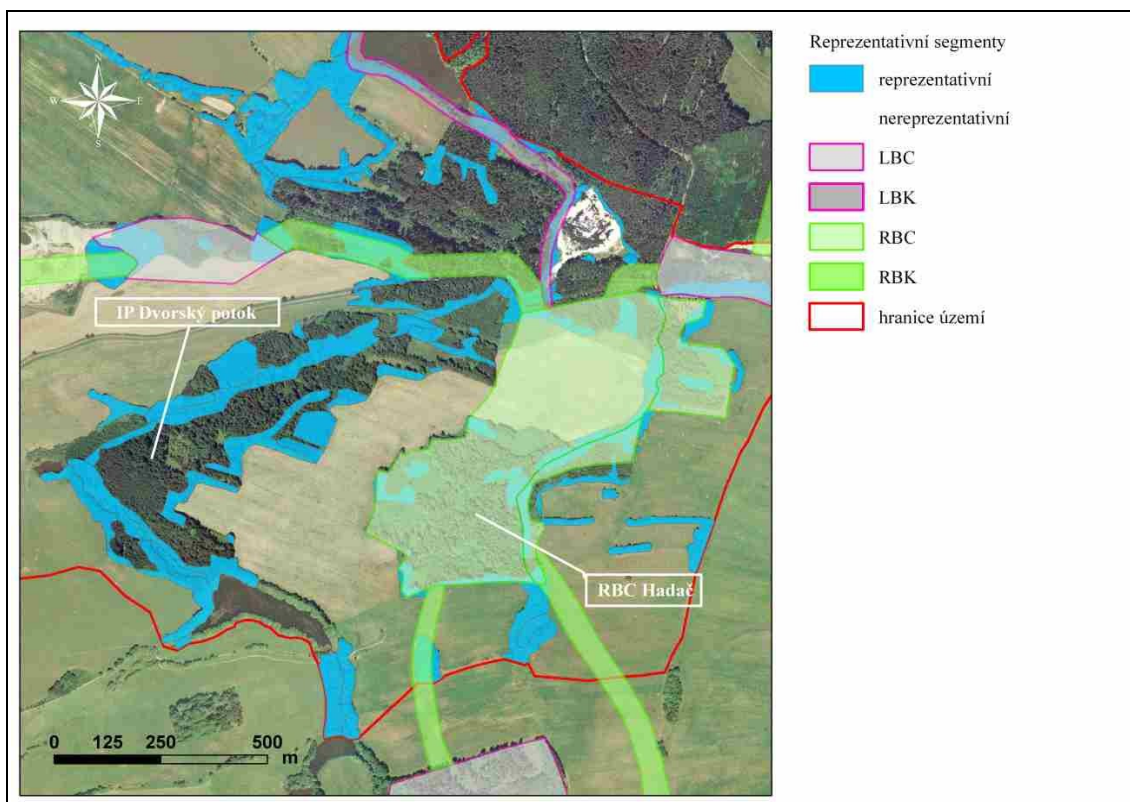 N
W E
S
IP Dvorský potok
RBC Hadač
0 125 250 500
m
Reprezentativní segmenty
reprezentativní
nereprezentativní
LBC
LBK
RBC
RBK
hranice území